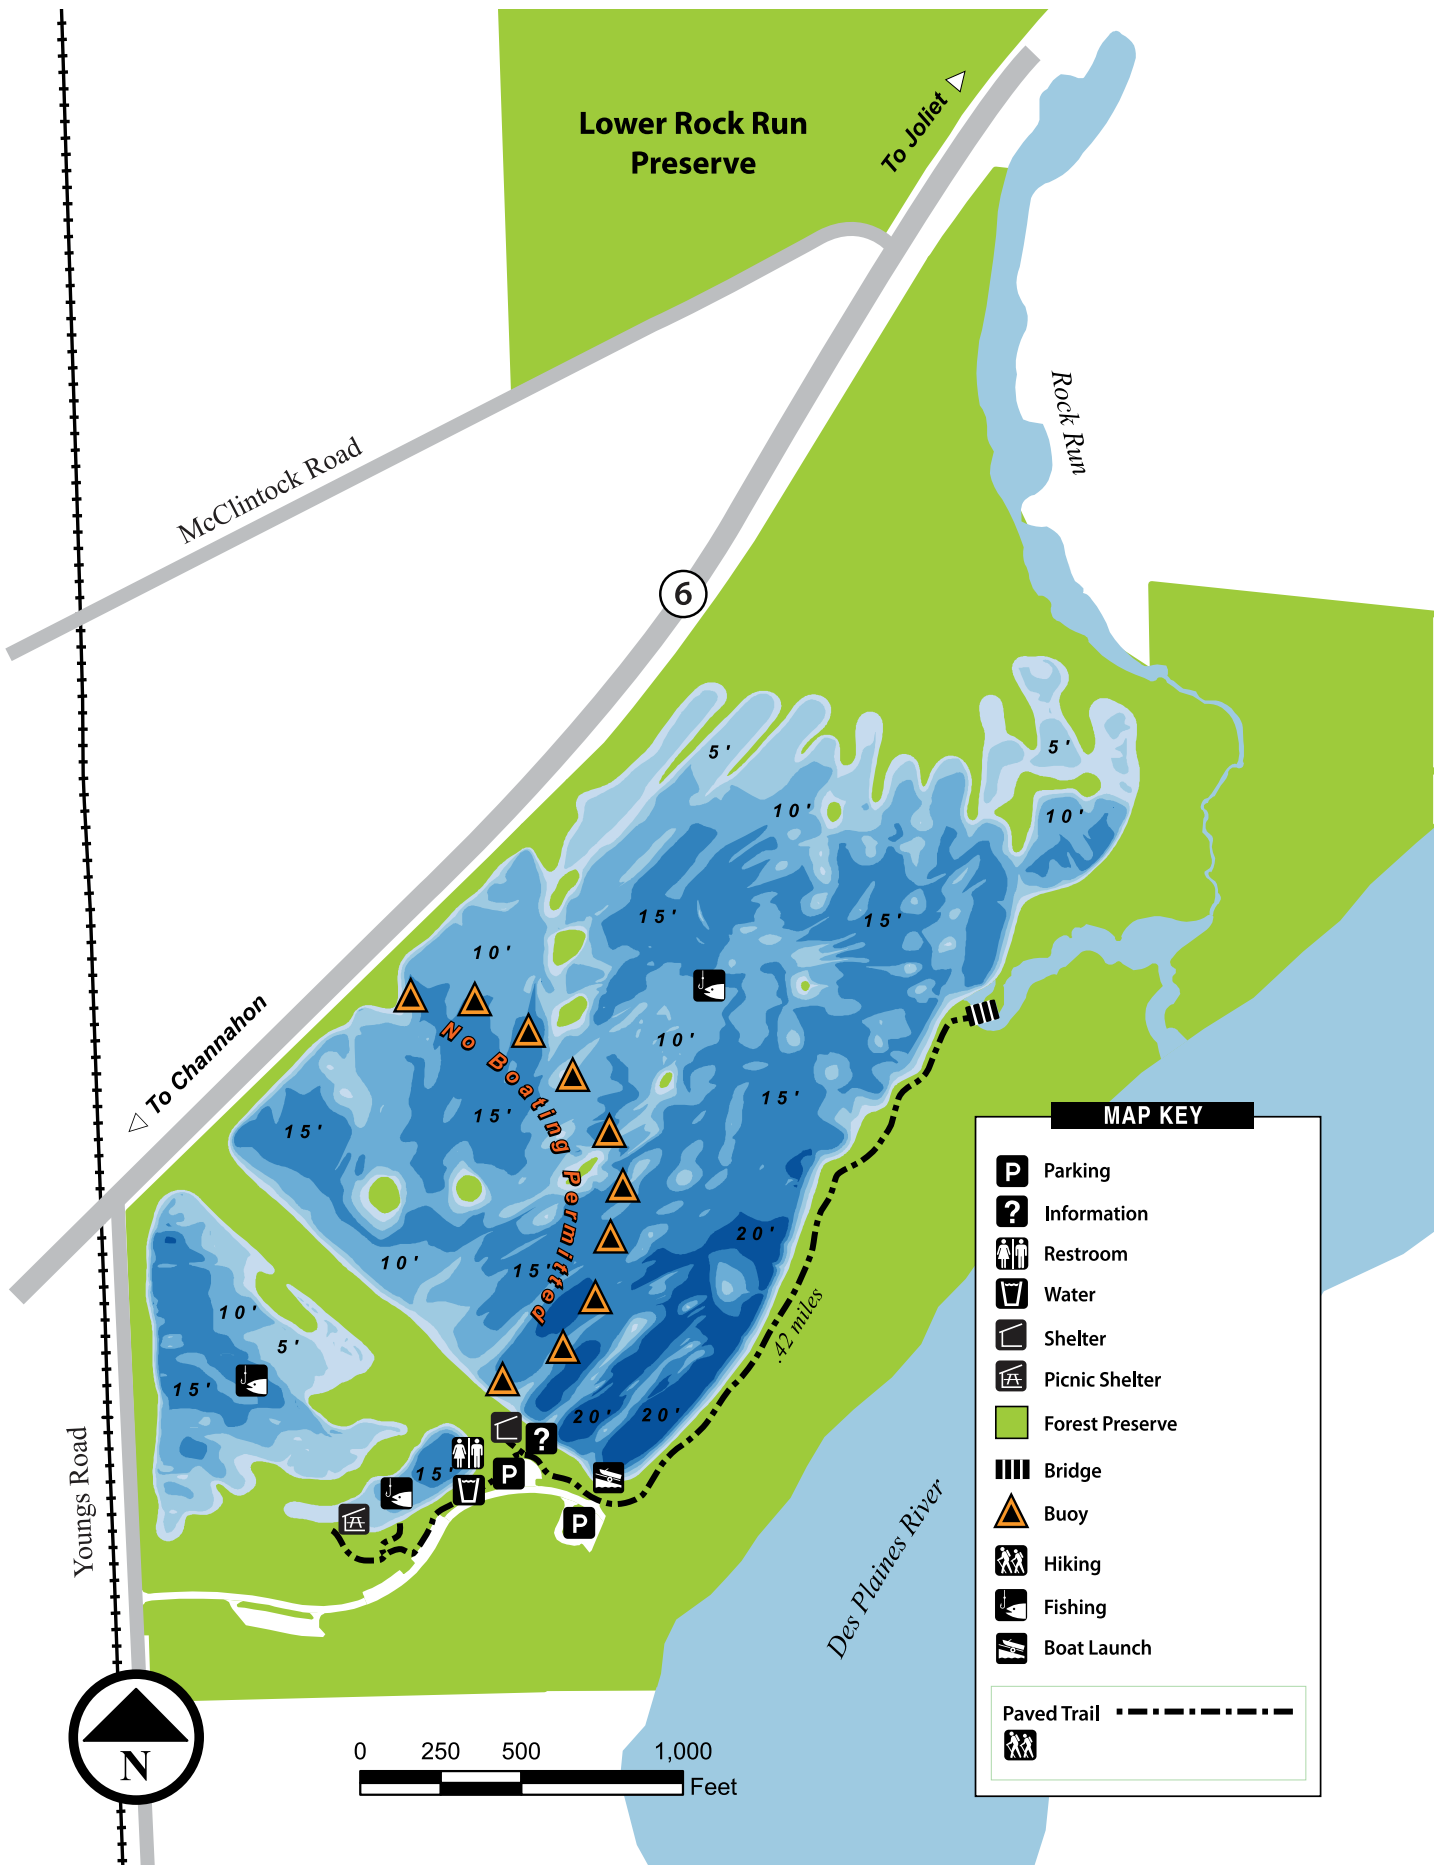 Lower Rock Run
Preserve
To Joliet
Rock Run
McClintock Road
6
5'
5'
10'
10'
15'
15'
10'
No Boating Permitted
10'
To Channahon
15'
15'
15'
20'
10'
15'
10'
5'
15'
.42 miles
20'
20'
15'
?
P
P
Youngs Road
Des Plaines River
N
0 250 500 1,000
Feet
MAP KEY
P Parking
? Information
Restroom
Water
Shelter
Picnic Shelter
Forest Preserve
Bridge
Buoy
Hiking
Fishing
Boat Launch
Paved Trail